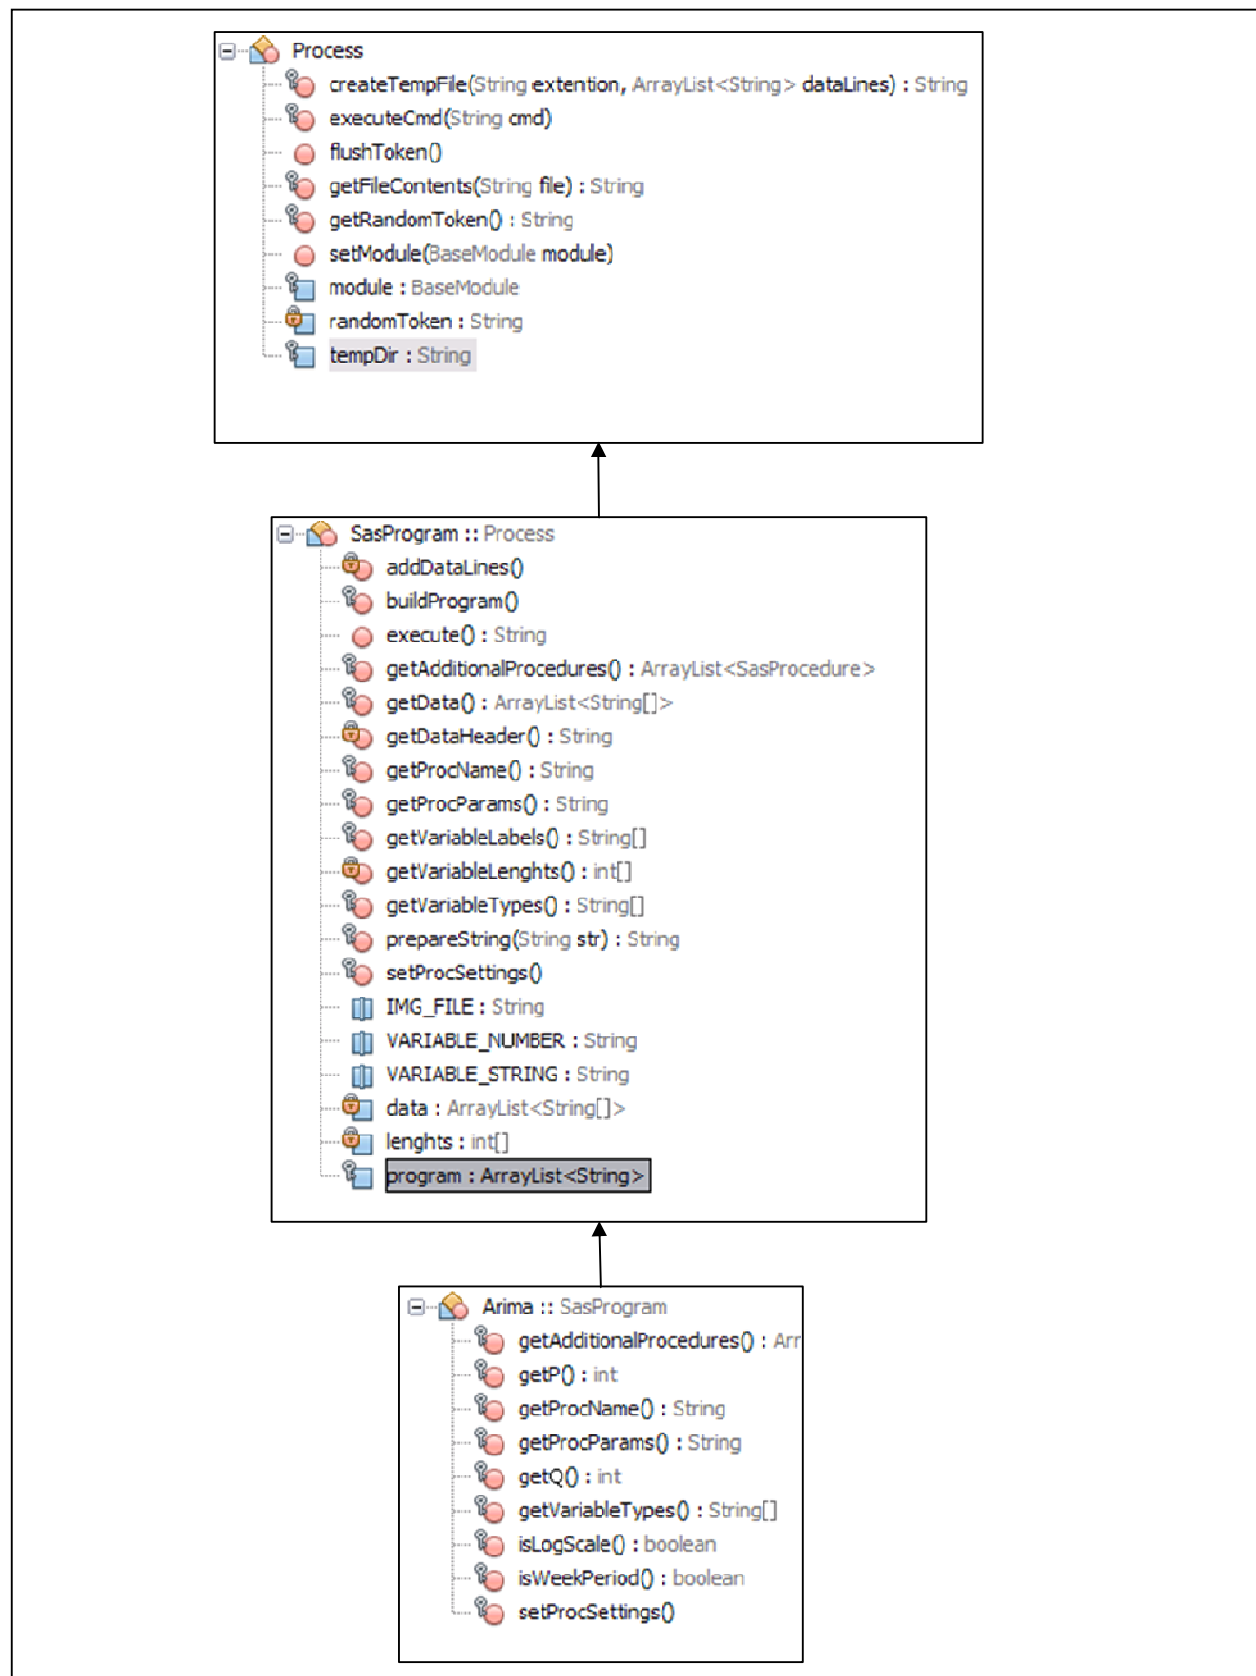 Process
createTempFile(String extention, ArrayList<String> dataLines) : String
executeCmd(String cmd)
flushToken()
getFileContents(String file) : String
getRandomToken() : String
setModule(BaseModule module)
module : BaseModule
randomToken : String
tempDir : String
SasProgram :: Process
addDataLines()
buildProgram()
execute() : String
getAdditionalProcedures() : ArrayList<SasProcedure>
getData() : ArrayList<String[]>
getDataHeader() : String
getProcName() : String
getProcParams() : String
getVariableLabels() : String[]
getVariableLenghts() : int[]
getVariableTypes() : String[]
prepareString(String str) : String
setProcSettings()
IMG_FILE : String
VARIABLE_NUMBER : String
VARIABLE_STRING : String
data : ArrayList<String[]>
lenghts : int[]
program : ArrayList<String>
Arima :: SasProgram
getAdditionalProcedures() : Arr
getP() : int
getProcName() : String
getProcParams() : String
getQ() : int
getVariableTypes() : String[]
isLogScale() : boolean
isWeekPeriod() : boolean
setProcSettings()